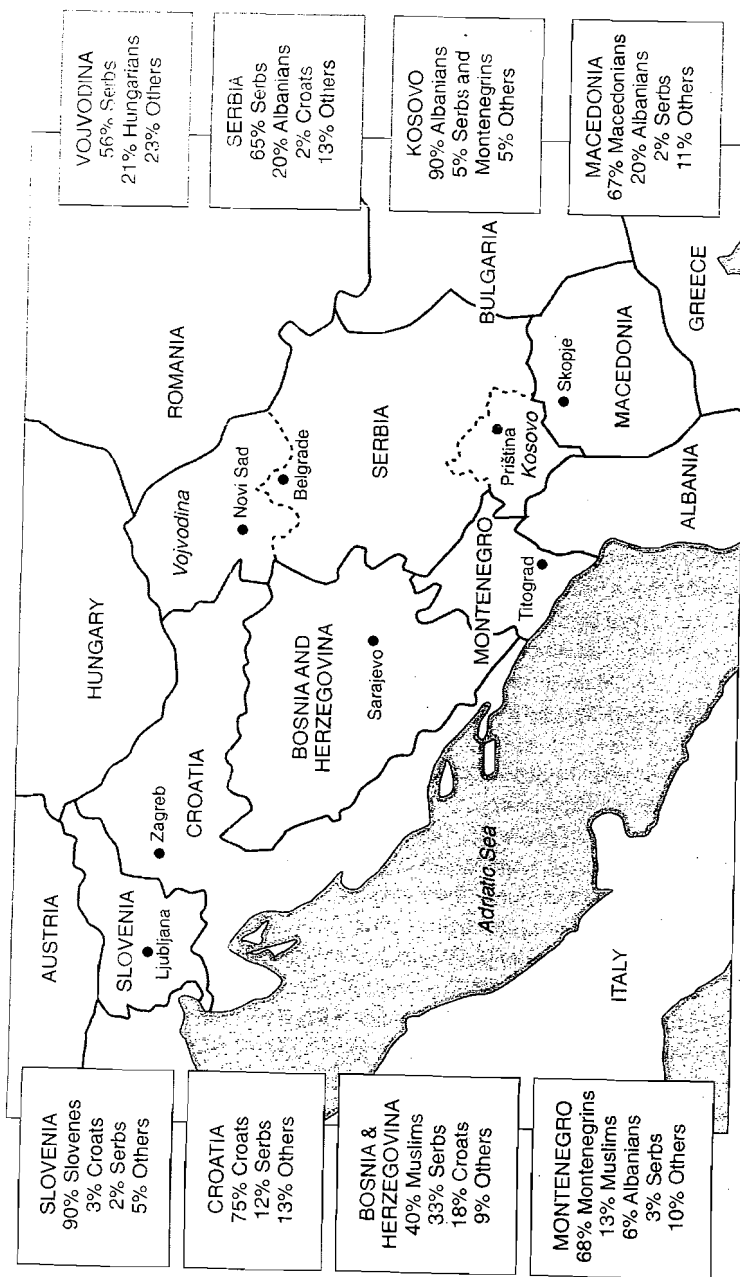 SLOVENIA
90% Slovenes
3% Croats
2% Serbs
5% Others
CROATIA
75% Croats
12% Serbs
13% Others
BOSNIA &
HERZEGOVINA
40% Muslims
33% Serbs
18% Croats
9% Others
MONTENEGRO
68% Montenegrins
13% Muslims
6% Albanians
3% Serbs
10% Others
AUSTRIA
HUNGARY
ROMANIA
SLOVENIA
Ljubljana
Zagreb
CROATIA
Vojvodina
Novi Sad
Belgrade
BOSNIA AND
HERZEGOVINA
Sarajevo
SERBIA
MONTENEGRO
Titograd
Priština
Kosovo
BULGARIA
Skopje
MACEDONIA
ALBANIA
GREECE
Adriatic Sea
ITALY
VOJVODINA
56% Serbs
21% Hungarians
23% Others
SERBIA
65% Serbs
20% Albanians
2% Croats
13% Others
KOSOVO
90% Albanians
5% Serbs and
Montenegrins
5% Others
MACEDONIA
67% Macedonians
20% Albanians
2% Serbs
11% Others